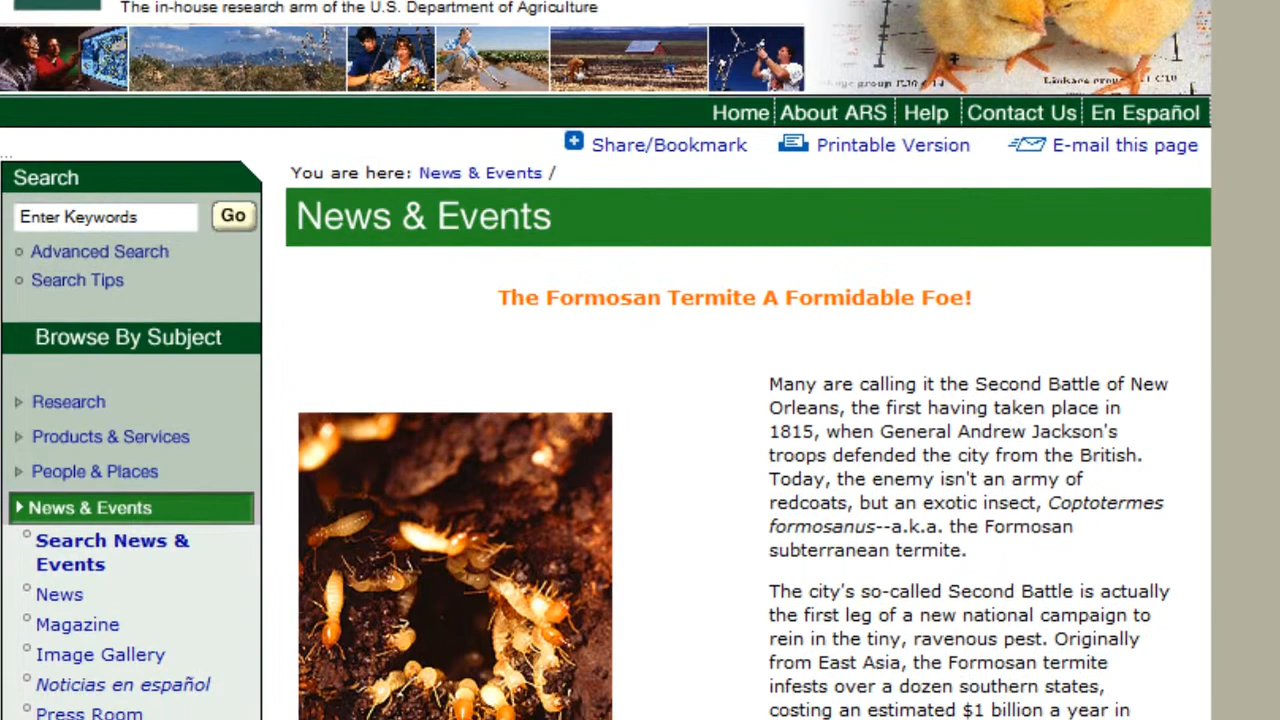 The in-house research arm of the U.S. Department of Agriculture
Home About ARS Help Contact Us En Español
Share/Bookmark Printable Version E-mail this page
...
Search
Enter Keywords Go
Advanced Search
Search Tips
Browse By Subject
Research
Products & Services
People & Places
News & Events
Search News &
Events
News
Magazine
Image Gallery
Noticias en español
Press Room
You are here: News & Events /
News & Events
The Formosan Termite A Formidable Foe!
Many are calling it the Second Battle of New
Orleans, the first having taken place in
1815, when General Andrew Jackson's
troops defended the city from the British.
Today, the enemy isn't an army of
redcoats, but an exotic insect, Coptotermes
formosanus--a.k.a. the Formosan
subterranean termite.
The city's so-called Second Battle is actually
the first leg of a new national campaign to
rein in the tiny, ravenous pest. Originally
from East Asia, the Formosan termite
infests over a dozen southern states,
costing an estimated $1 billion a year in